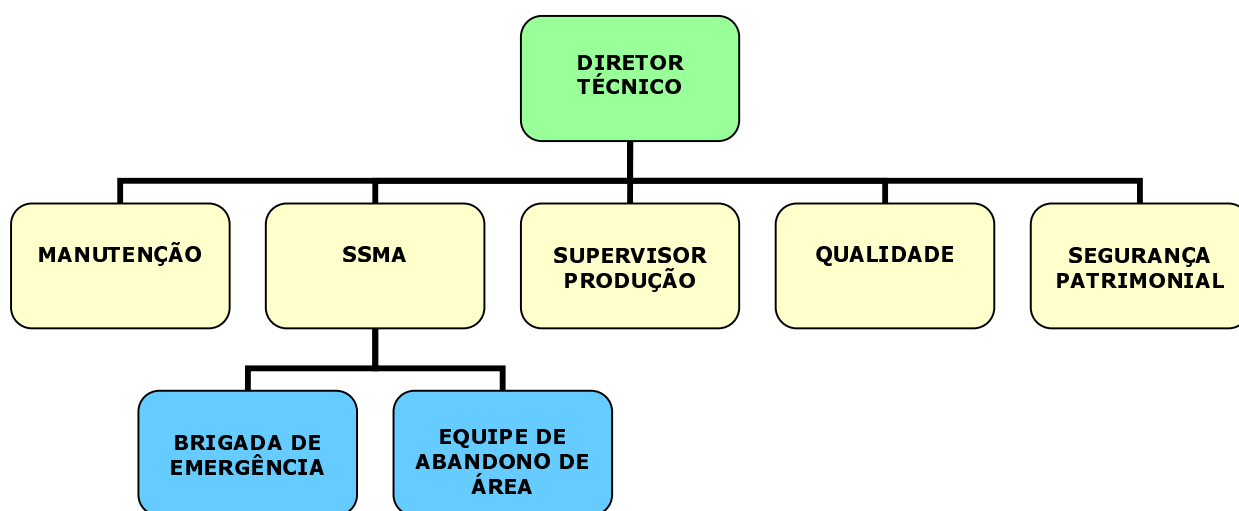 DIRETOR
TÉCNICO
MANUTENÇÃO
SSMA
SUPERVISOR
PRODUÇÃO
QUALIDADE
SEGURANÇA
PATRIMONIAL
BRIGADA DE
EMERGÊNCIA
EQUIPE DE
ABANDONO DE
ÁREA